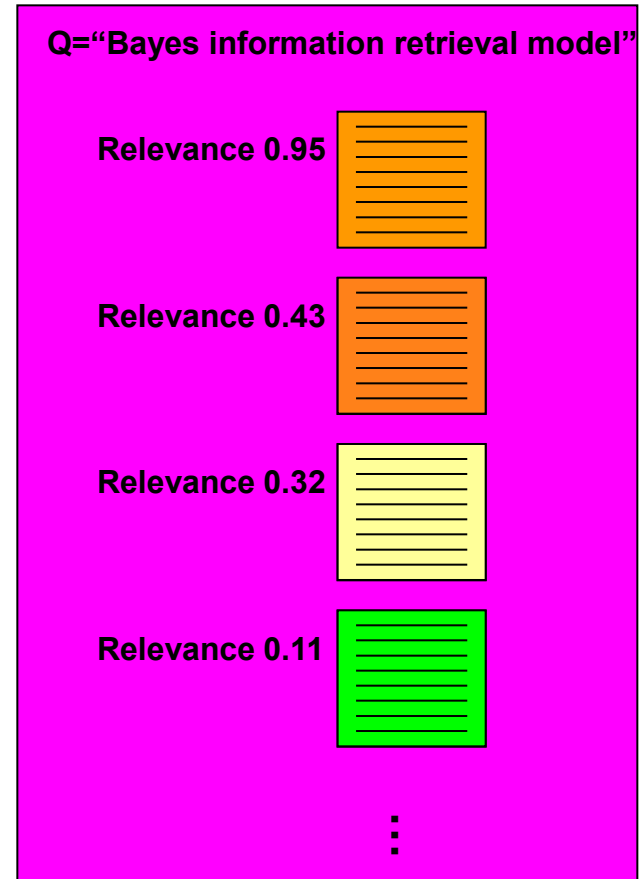 Q=“Bayes information retrieval model”
Relevance 0.95
Relevance 0.43
Relevance 0.32
Relevance 0.11
⋮